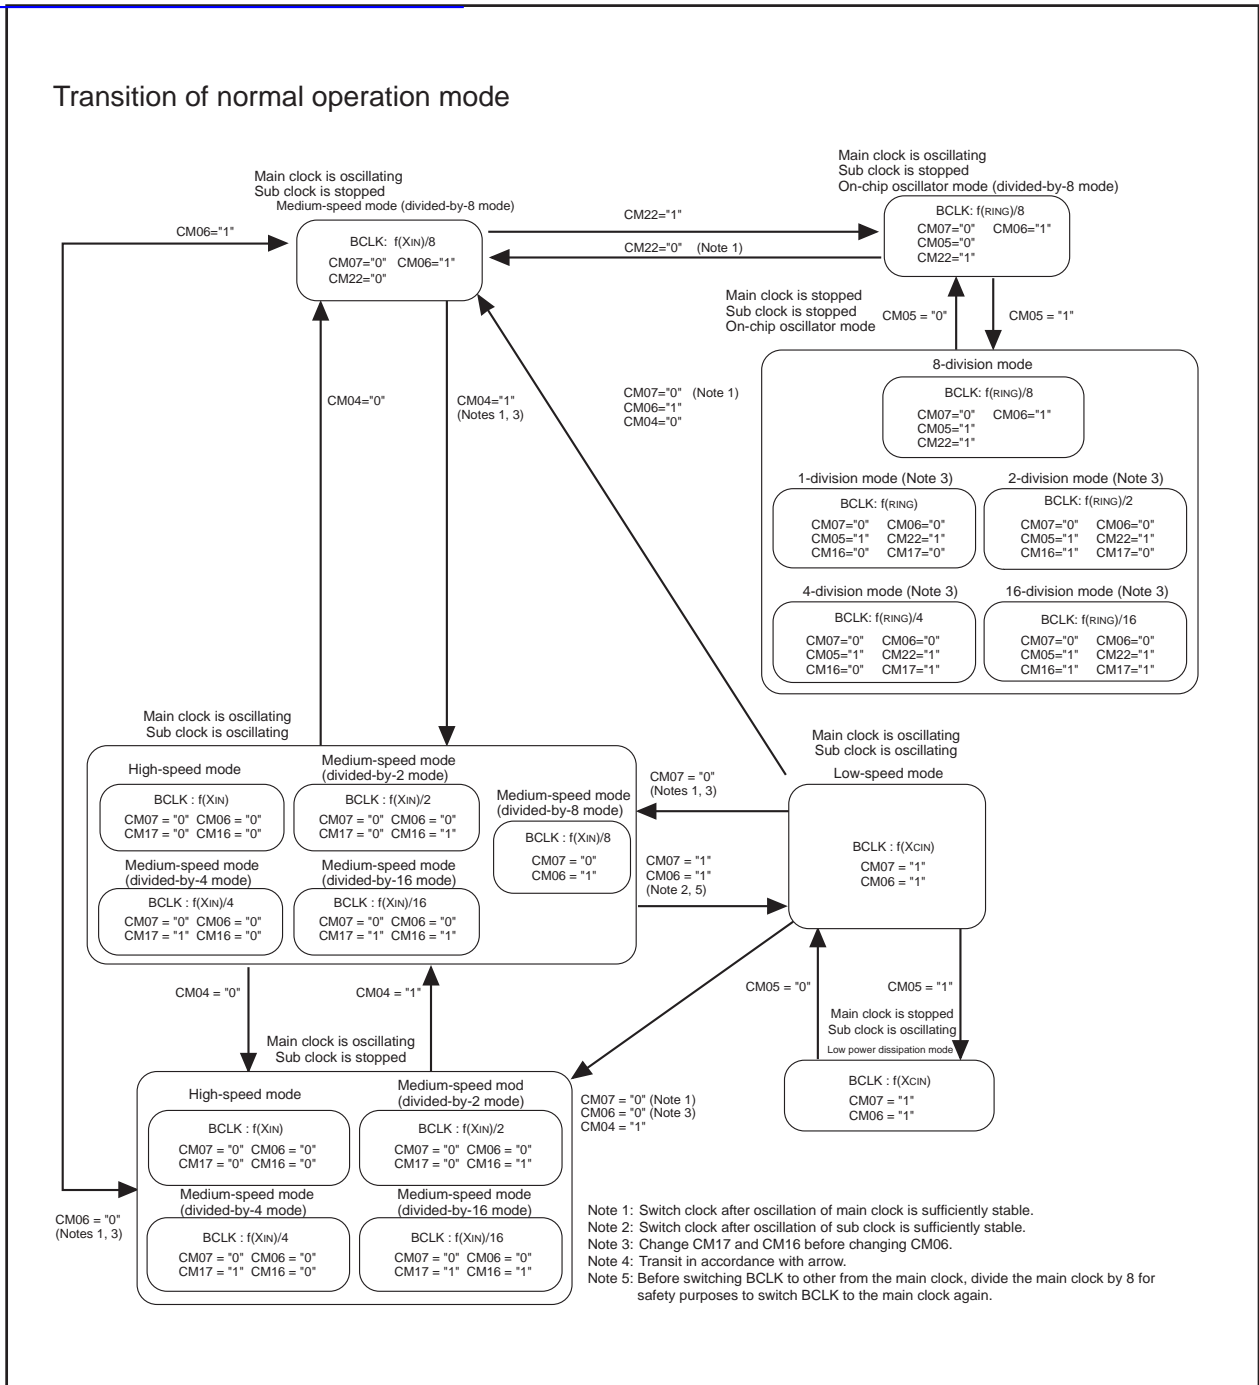 Transition of normal operation mode
Main clock is oscillating
Sub clock is stopped
Medium-speed mode (divided-by-8 mode)
CM06="1"
BCLK: f(XIN)/8
CM07="0" CM06="1"
CM22="0"
CM22="1"
CM22="0" (Note 1)
Main clock is oscillating
Sub clock is stopped
On-chip oscillator mode (divided-by-8 mode)
BCLK: f(RING)/8
CM07="0" CM06="1"
CM05="0"
CM22="1"
Main clock is stopped
Sub clock is stopped
On-chip oscillator mode
CM05 = "0"
CM05 = "1"
8-division mode
BCLK: f(RING)/8
CM07="0" CM06="1"
CM05="1"
CM22="1"
1-division mode (Note 3)
BCLK: f(RING)
CM07="0" CM06="0"
CM05="1" CM22="1"
CM16="0" CM17="0"
2-division mode (Note 3)
BCLK: f(RING)/2
CM07="0" CM06="0"
CM05="1" CM22="1"
CM16="1" CM17="0"
4-division mode (Note 3)
BCLK: f(RING)/4
CM07="0" CM06="0"
CM05="1" CM22="1"
CM16="0" CM17="1"
16-division mode (Note 3)
BCLK: f(RING)/16
CM07="0" CM06="0"
CM05="1" CM22="1"
CM16="1" CM17="1"
CM04="0"
CM04="1"
(Notes 1, 3)
CM07="0" (Note 1)
CM06="1"
CM04="0"
Main clock is oscillating
Sub clock is oscillating
High-speed mode
BCLK : f(XIN)
CM07 = "0" CM06 = "0"
CM17 = "0" CM16 = "0"
Medium-speed mode
(divided-by-2 mode)
BCLK : f(XIN)/2
CM07 = "0" CM06 = "0"
CM17 = "0" CM16 = "1"
Medium-speed mode
(divided-by-8 mode)
BCLK : f(XIN)/8
CM07 = "0"
CM06 = "1"
Medium-speed mode
(divided-by-4 mode)
BCLK : f(XIN)/4
CM07 = "0" CM06 = "0"
CM17 = "1" CM16 = "0"
Medium-speed mode
(divided-by-16 mode)
BCLK : f(XIN)/16
CM07 = "0" CM06 = "0"
CM17 = "1" CM16 = "1"
CM07 = "0"
(Notes 1, 3)
CM07 = "1"
CM06 = "1"
(Note 2, 5)
Main clock is oscillating
Sub clock is oscillating
Low-speed mode
BCLK : f(XCIN)
CM07 = "1"
CM06 = "1"
CM04 = "0"
CM04 = "1"
CM05 = "0"
CM05 = "1"
Main clock is stopped
Sub clock is oscillating
Low power dissipation mode
BCLK : f(XCIN)
CM07 = "1"
CM06 = "1"
Main clock is oscillating
Sub clock is stopped
High-speed mode
BCLK : f(XIN)
CM07 = "0" CM06 = "0"
CM17 = "0" CM16 = "0"
Medium-speed mod
(divided-by-2 mode)
BCLK : f(XIN)/2
CM07 = "0" CM06 = "0"
CM17 = "0" CM16 = "1"
Medium-speed mode
(divided-by-4 mode)
BCLK : f(XIN)/4
CM07 = "0" CM06 = "0"
CM17 = "1" CM16 = "0"
Medium-speed mode
(divided-by-16 mode)
BCLK : f(XIN)/16
CM07 = "0" CM06 = "0"
CM17 = "1" CM16 = "1"
CM07 = "0" (Note 1)
CM06 = "0" (Note 3)
CM04 = "1"
CM06 = "0"
(Notes 1, 3)
Note 1: Switch clock after oscillation of main clock is sufficiently stable.
Note 2: Switch clock after oscillation of sub clock is sufficiently stable.
Note 3: Change CM17 and CM16 before changing CM06.
Note 4: Transit in accordance with arrow.
Note 5: Before switching BCLK to other from the main clock, divide the main clock by 8 for
safety purposes to switch BCLK to the main clock again.